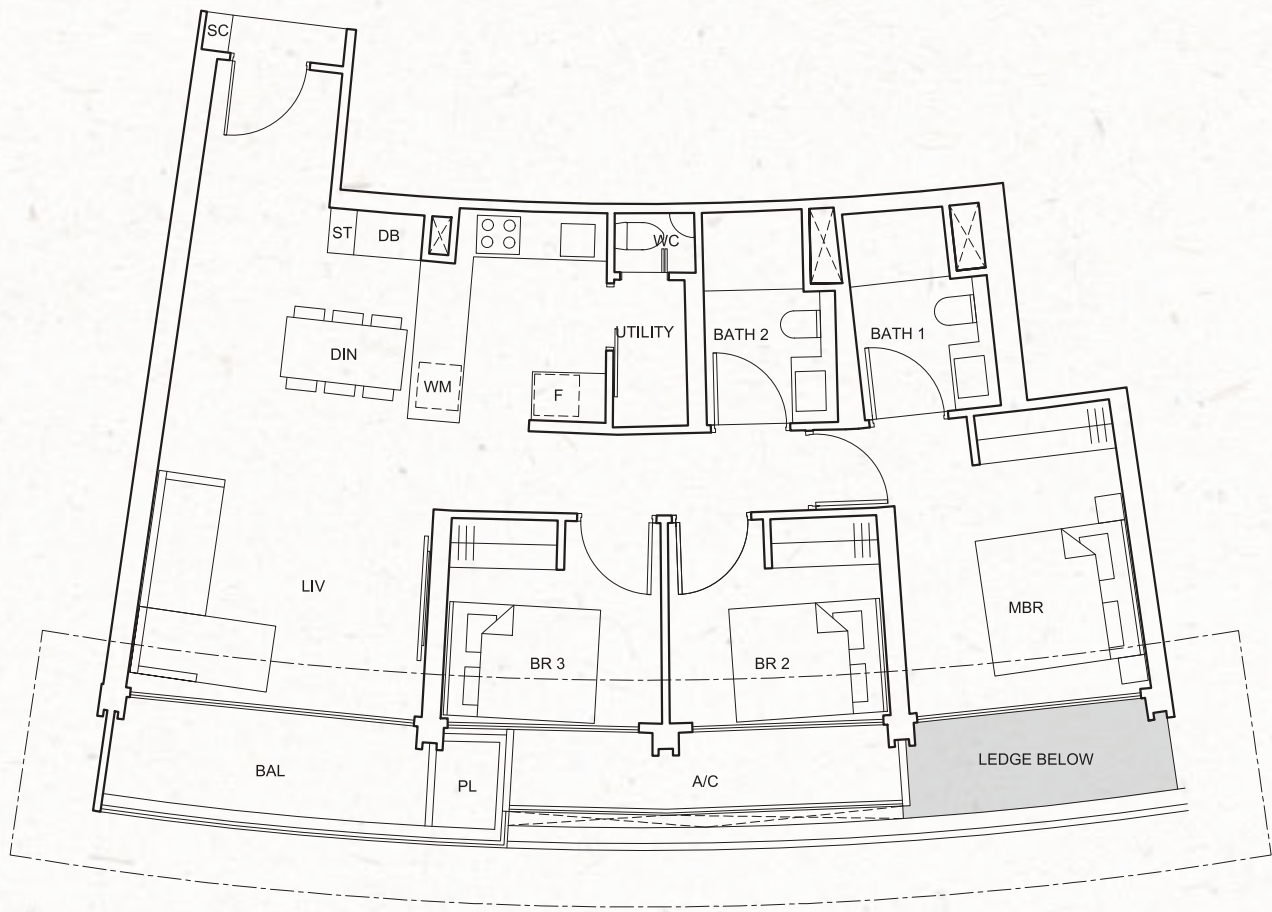 SC
ST
DB
WC
DIN
UTILITY
BATH 2
BATH 1
WM
F
LIV
BR 3
BR 2
MBR
BAL
PL
A/C
LEDGE BELOW